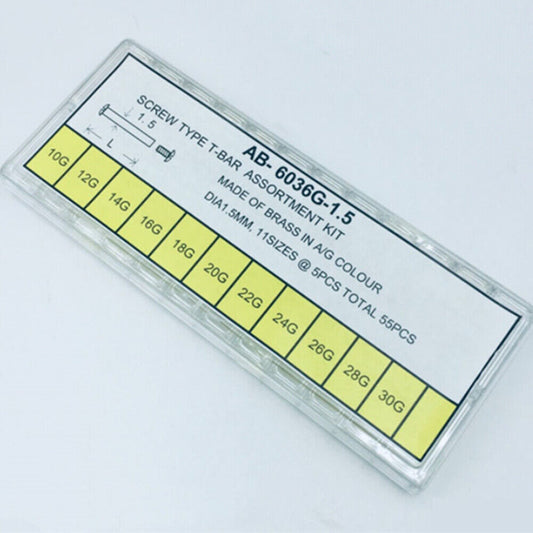 AB- 6036G-1.5
SCREW TYPE T-BAR ASSORTMENT KIT
MADE OF BRASS IN A/G COLOUR
DIA1.5MM, 11SIZES @ 5PCS TOTAL 55PCS
1.5
L
10G 12G 14G 16G 18G 20G 22G 24G 26G 28G 30G